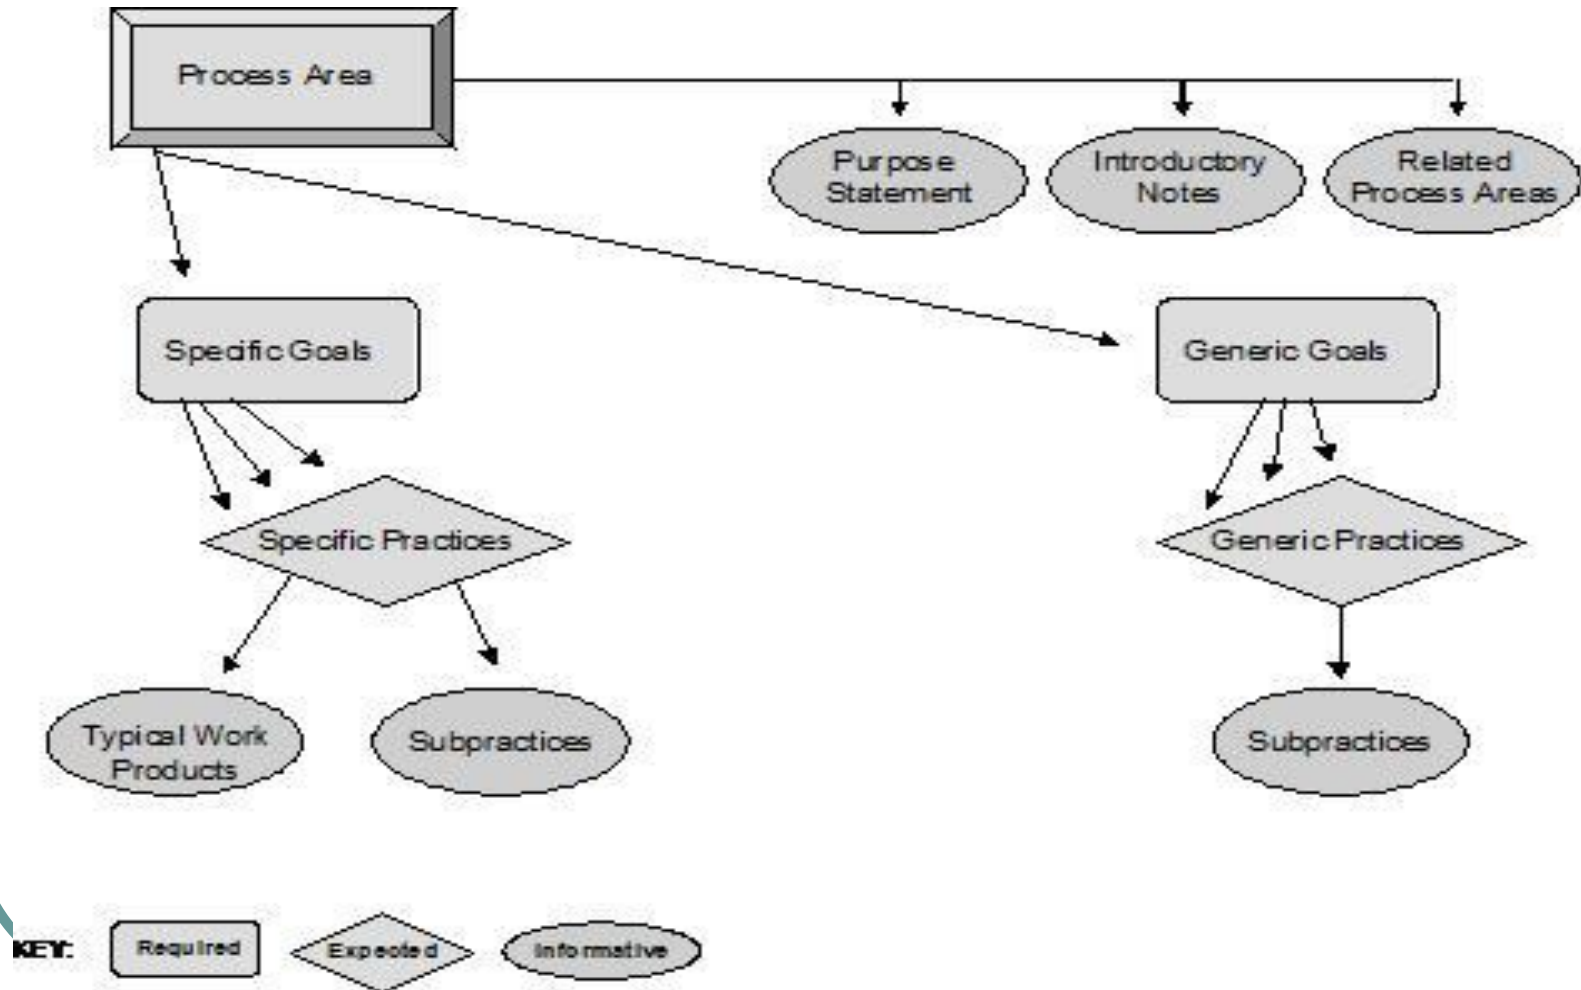 Process Area
Purpose
Statement
Introductory
Notes
Related
Process Areas
Specific Goals
Generic Goals
Specific Practices
Generic Practices
Typical Work
Products
Subpractices
Subpractices
KEY:
Required
Expected
Informative